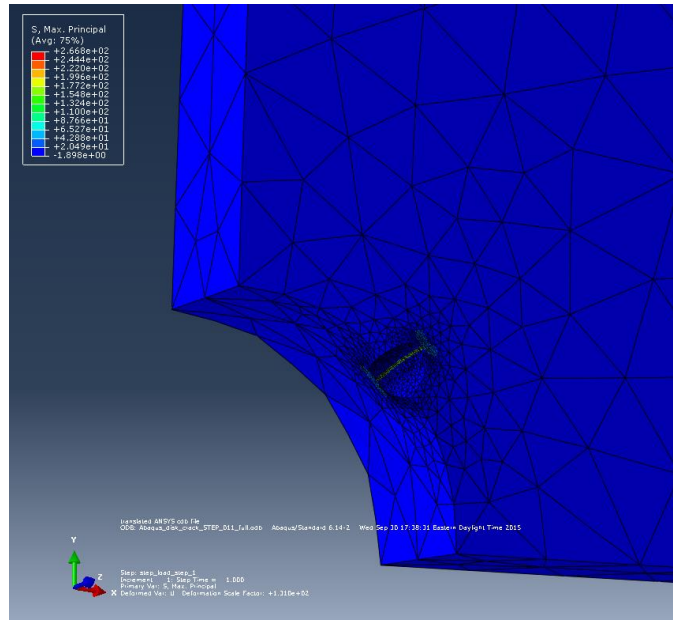 S, Max. Principal
(Avg: 75%)
+2.668e+02
+2.444e+02
+2.220e+02
+1.996e+02
+1.772e+02
+1.548e+02
+1.324e+02
+1.100e+02
+8.766e+01
+6.527e+01
+4.288e+01
+2.049e+01
-1.898e+00
translated ANSYS cdb file
ODB: Abaqus_disk_crack_STEP_011_full.odb Abaqus/Standard 6.14-2 Wed Sep 30 17:38:31 Eastern Daylight Time 2015
Y
Z
X
Step: step_load_step_1
Increment 1: Step Time = 1.000
Primary Var: S, Max. Principal
Deformed Var: U Deformation Scale Factor: +1.310e+02